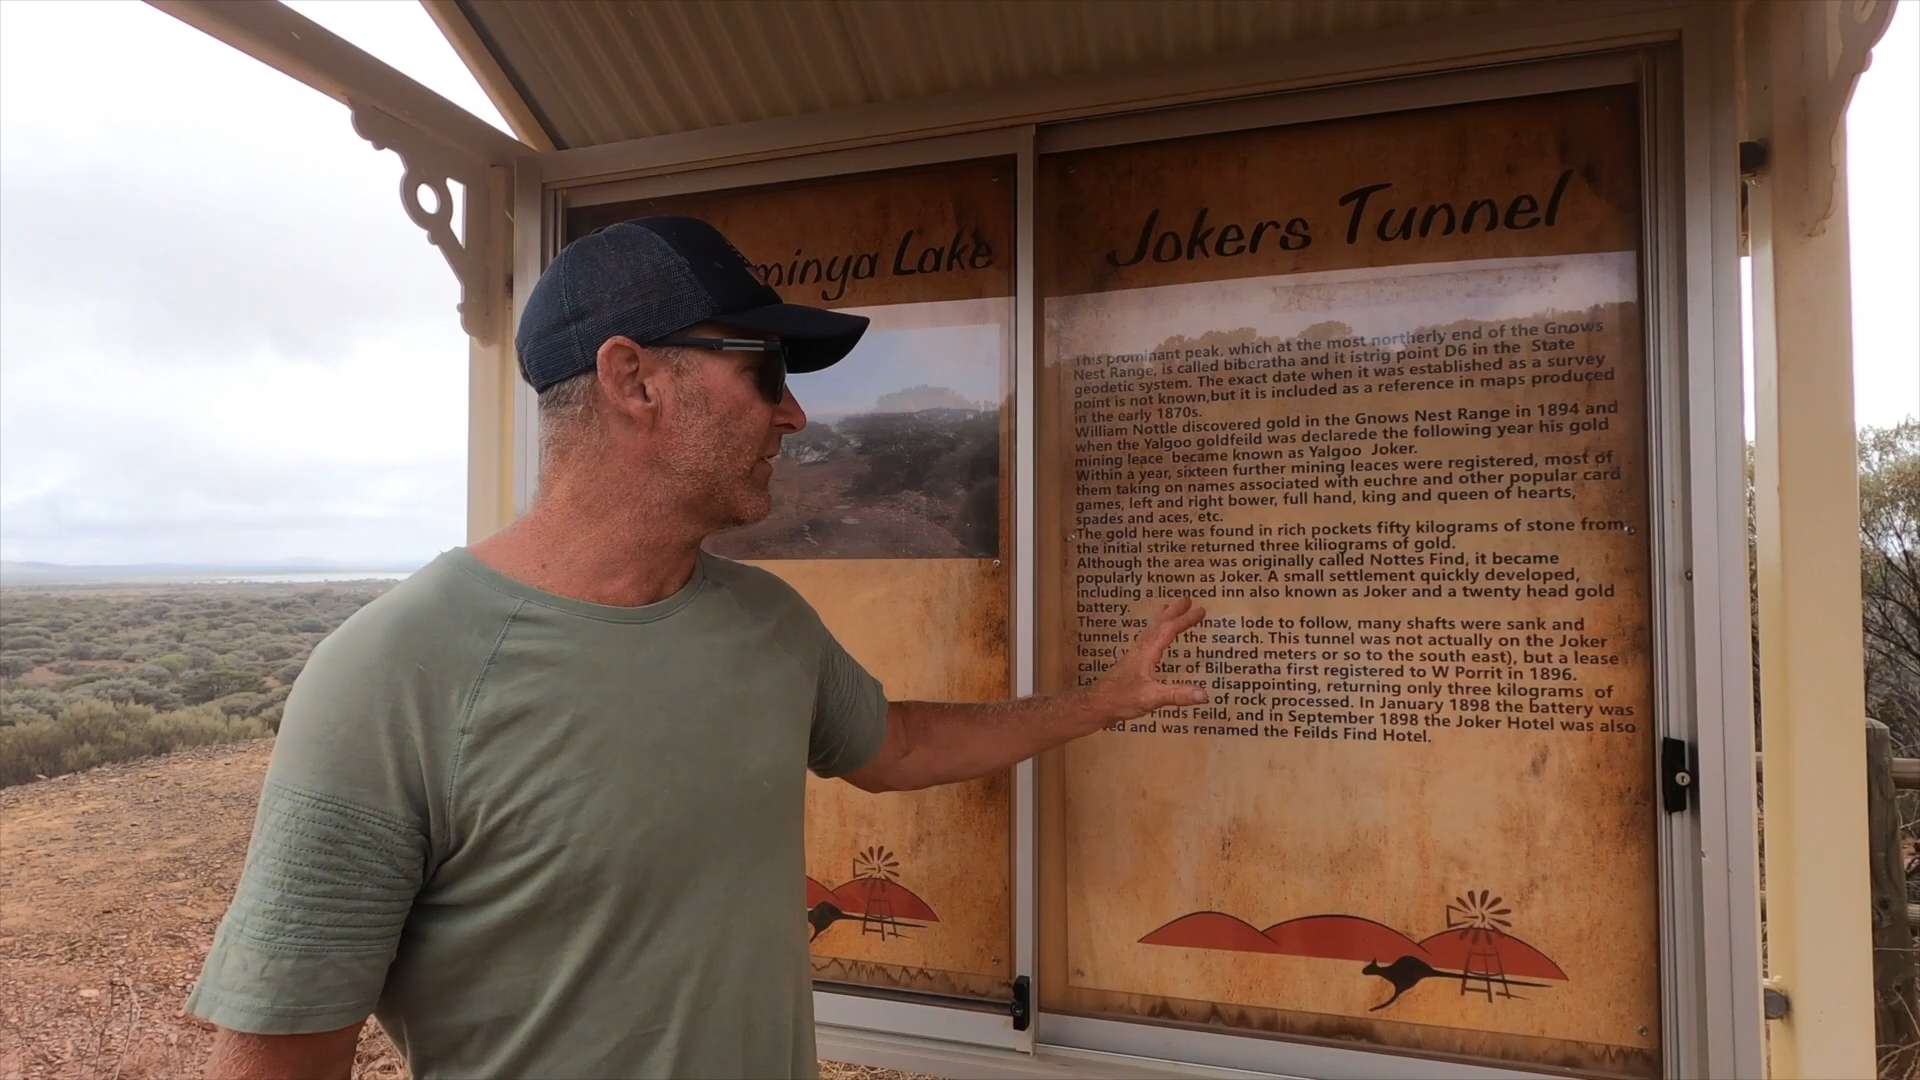 minya Lake
Jokers Tunnel
This prominant peak, which at the most northerly end of the Gnows
Nest Range, is called biberatha and it istrig point D6 in the State
geodetic system. The exact date when it was established as a survey
point is not known,but it is included as a reference in maps produced
in the early 1870s.
William Nottle discovered gold in the Gnows Nest Range in 1894 and
when the Yalgoo goldfeild was declarede the following year his gold
mining leace became known as Yalgoo Joker.
Within a year, sixteen further mining leaces were registered, most of
them taking on names associated with euchre and other popular card
games, left and right bower, full hand, king and queen of hearts,
spades and aces, etc.
The gold here was found in rich pockets fifty kilograms of stone from
the initial strike returned three kiliograms of gold.
Although the area was originally called Nottes Find, it became
popularly known as Joker. A small settlement quickly developed,
including a licenced inn also known as Joker and a twenty head gold
battery.
There was inate lode to follow, many shafts were sank and
tunnels the search. This tunnel was not actually on the Joker
lease( is a hundred meters or so to the south east), but a lease
called Star of Bilberatha first registered to W Porrit in 1896.
were disappointing, returning only three kilograms of
of rock processed. In January 1898 the battery was
Finds Feild, and in September 1898 the Joker Hotel was also
ved and was renamed the Feilds Find Hotel.